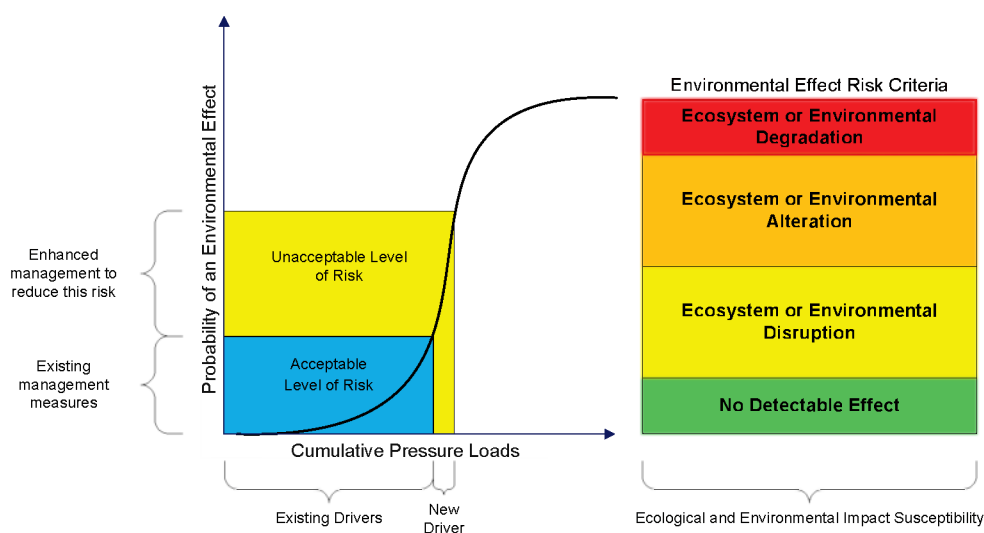 Environmental Effect Risk Criteria
Ecosystem or Environmental
Degradation
Ecosystem or Environmental
Alteration
Ecosystem or Environmental
Disruption
No Detectable Effect
Ecological and Environmental Impact Susceptibility
Probability of an Environmental Effect
Enhanced
management to
reduce this risk
Existing
management
measures
Unacceptable Level
of Risk
Acceptable
Level of Risk
Cumulative Pressure Loads
Existing Drivers
New
Driver